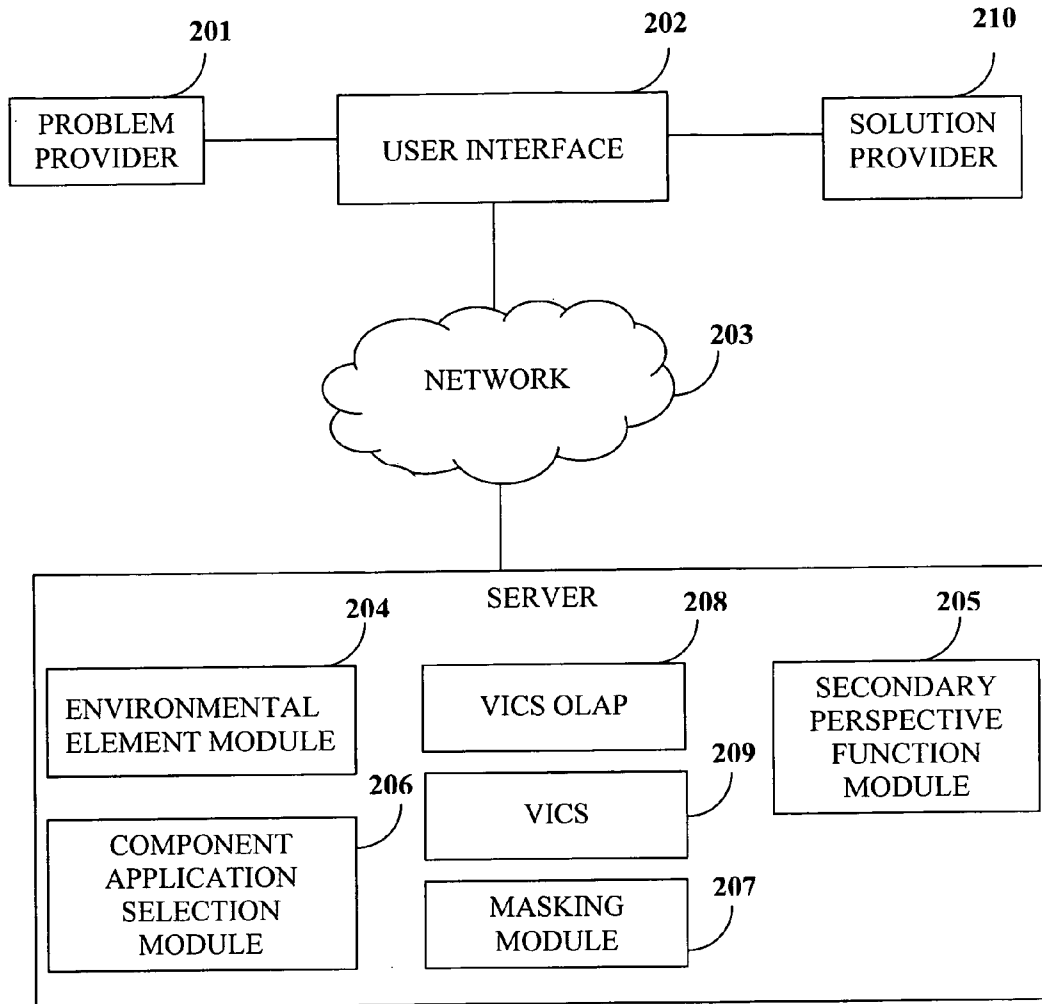 201
202
210
PROBLEM
PROVIDER
USER INTERFACE
SOLUTION
PROVIDER
203
NETWORK
SERVER
204
208
205
ENVIRONMENTAL
ELEMENT MODULE
VICS OLAP
SECONDARY
PERSPECTIVE
FUNCTION
MODULE
206
209
COMPONENT
APPLICATION
SELECTION
MODULE
VICS
207
MASKING
MODULE